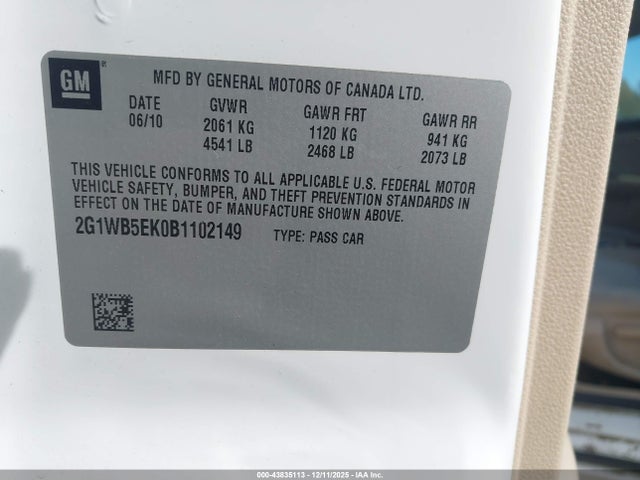 GM
MFD BY GENERAL MOTORS OF CANADA LTD.
DATE GVWR GAWR FRT GAWR RR
06/10 2061 KG 1120 KG 941 KG
4541 LB 2468 LB 2073 LB
THIS VEHICLE CONFORMS TO ALL APPLICABLE U.S. FEDERAL MOTOR
VEHICLE SAFETY, BUMPER, AND THEFT PREVENTION STANDARDS IN
EFFECT ON THE DATE OF MANUFACTURE SHOWN ABOVE.
2G1WB5EK0B1102149 TYPE: PASS CAR
000-43835113 - 12/11/2025 - IAA Inc.